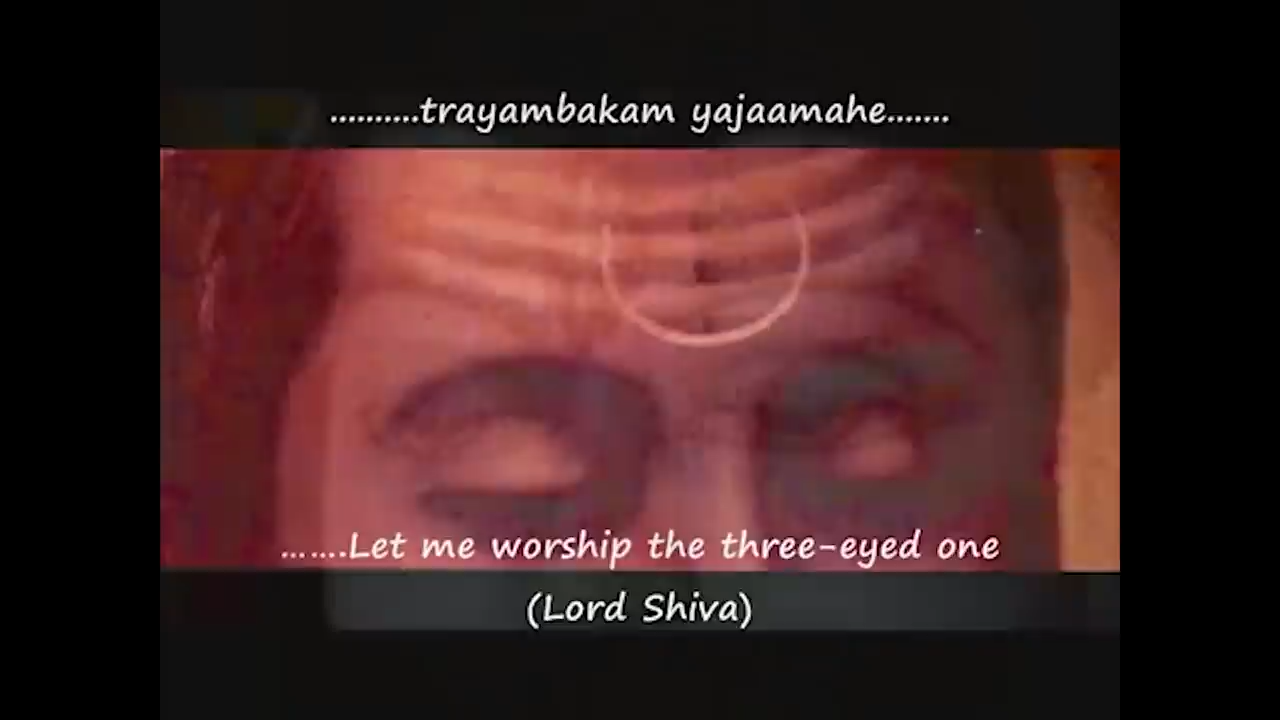 ..........trayambakam yajaamahe.......
.......Let me worship the three-eyed one
(Lord Shiva)